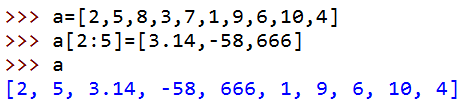 >>> a=[2,5,8,3,7,1,9,6,10,4]
>>> a[2:5]=[3.14,-58,666]
>>> a
[2, 5, 3.14, -58, 666, 1, 9, 6, 10, 4]